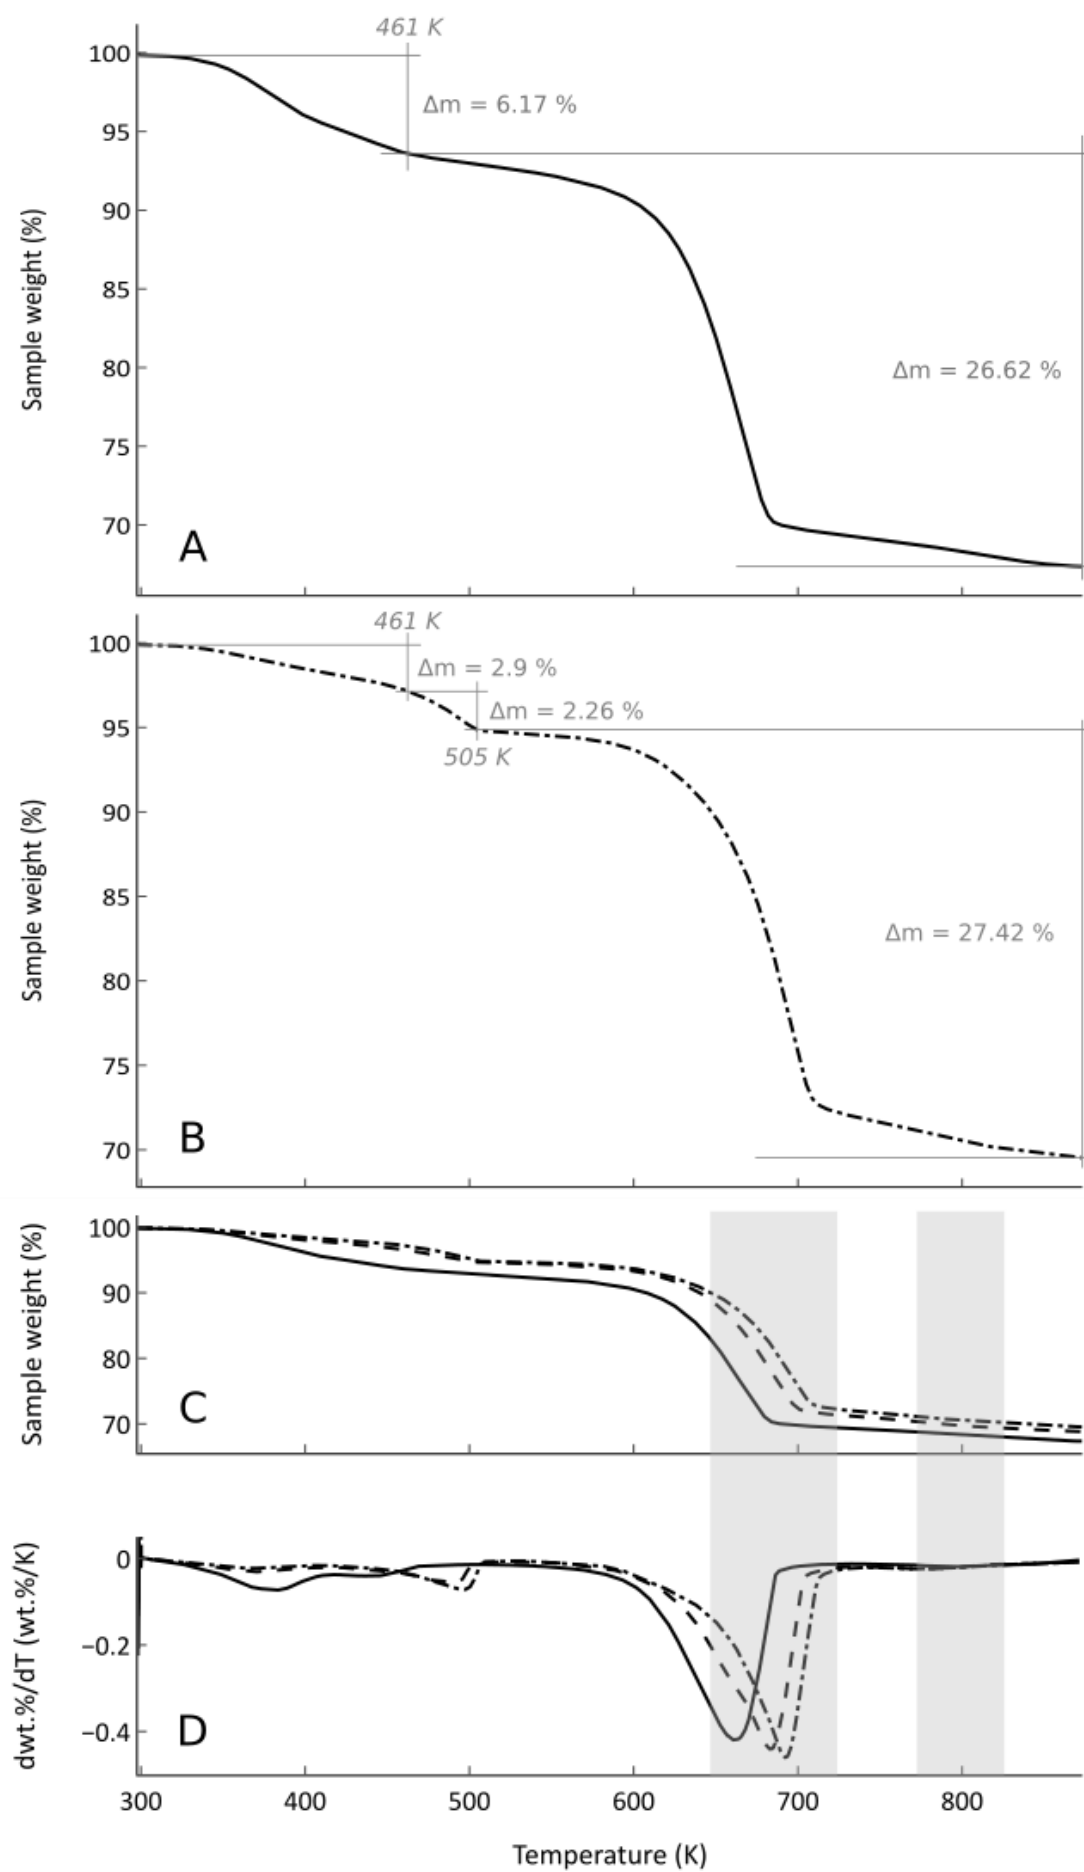 461 K
100
Δm = 6.17 %
95
90
85
80
Δm = 26.62 %
75
70
Sample weight (%)
A
461 K
100
Δm = 2.9 %
Δm = 2.26 %
95
505 K
90
85
Δm = 27.42 %
80
75
70
Sample weight (%)
B
100
90
80
70
Sample weight (%)
C
0
−0.2
−0.4
dwt.%/dT (wt.%/K)
D
300 400 500 600 700 800
Temperature (K)